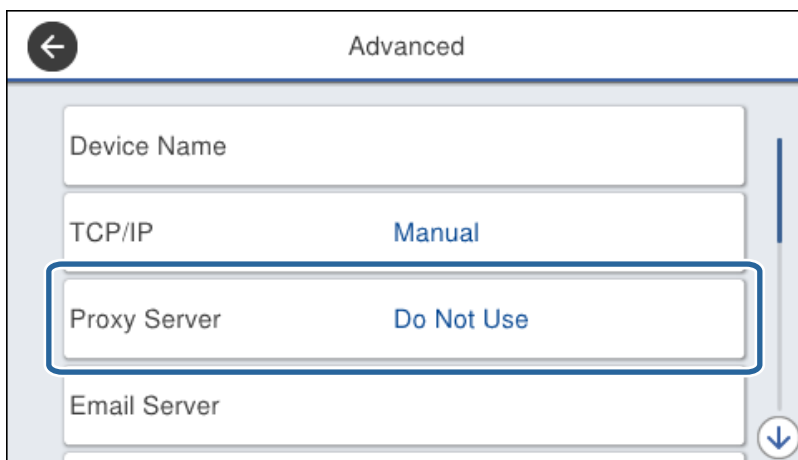 Advanced
Device Name
TCP/IP Manual
Proxy Server Do Not Use
Email Server